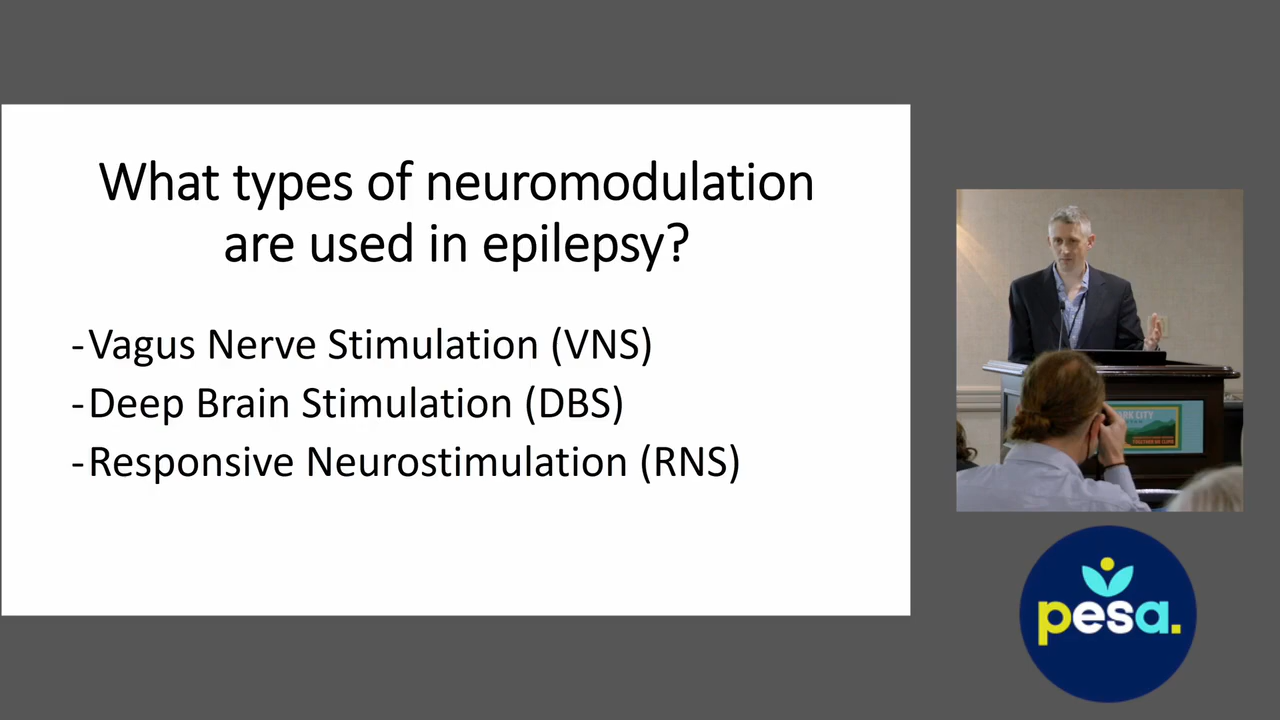 What types of neuromodulation
are used in epilepsy?
-Vagus Nerve Stimulation (VNS)
-Deep Brain Stimulation (DBS)
-Responsive Neurostimulation (RNS)
CITY
pesa.